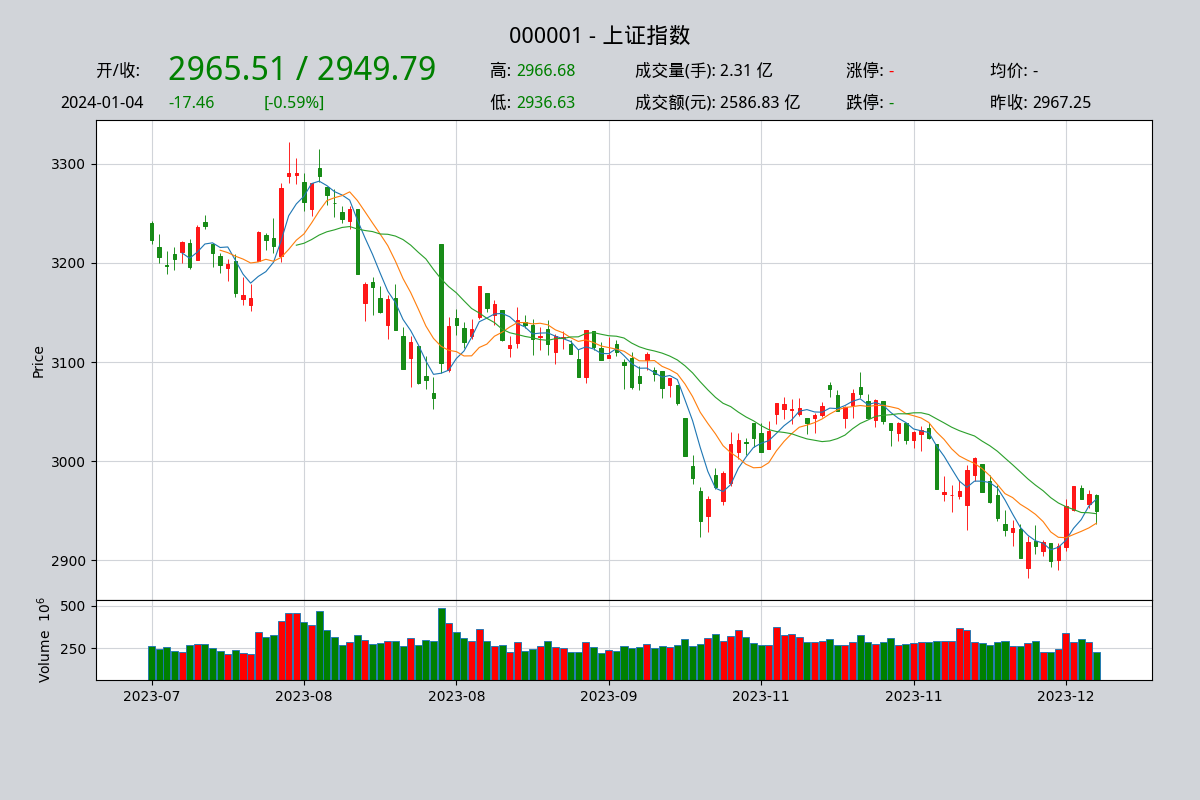 000001 - 上证指数
开/收: 2965.51 / 2949.79 高: 2966.68 成交量(手): 2.31 亿 涨停: - 均价: -
2024-01-04 -17.46 [-0.59%] 低: 2936.63 成交额(元): 2586.83 亿 跌停: - 昨收: 2967.25
Price
3300
3200
3100
3000
2900
Volume 10^6
500
250
2023-07 2023-08 2023-08 2023-09 2023-11 2023-11 2023-12